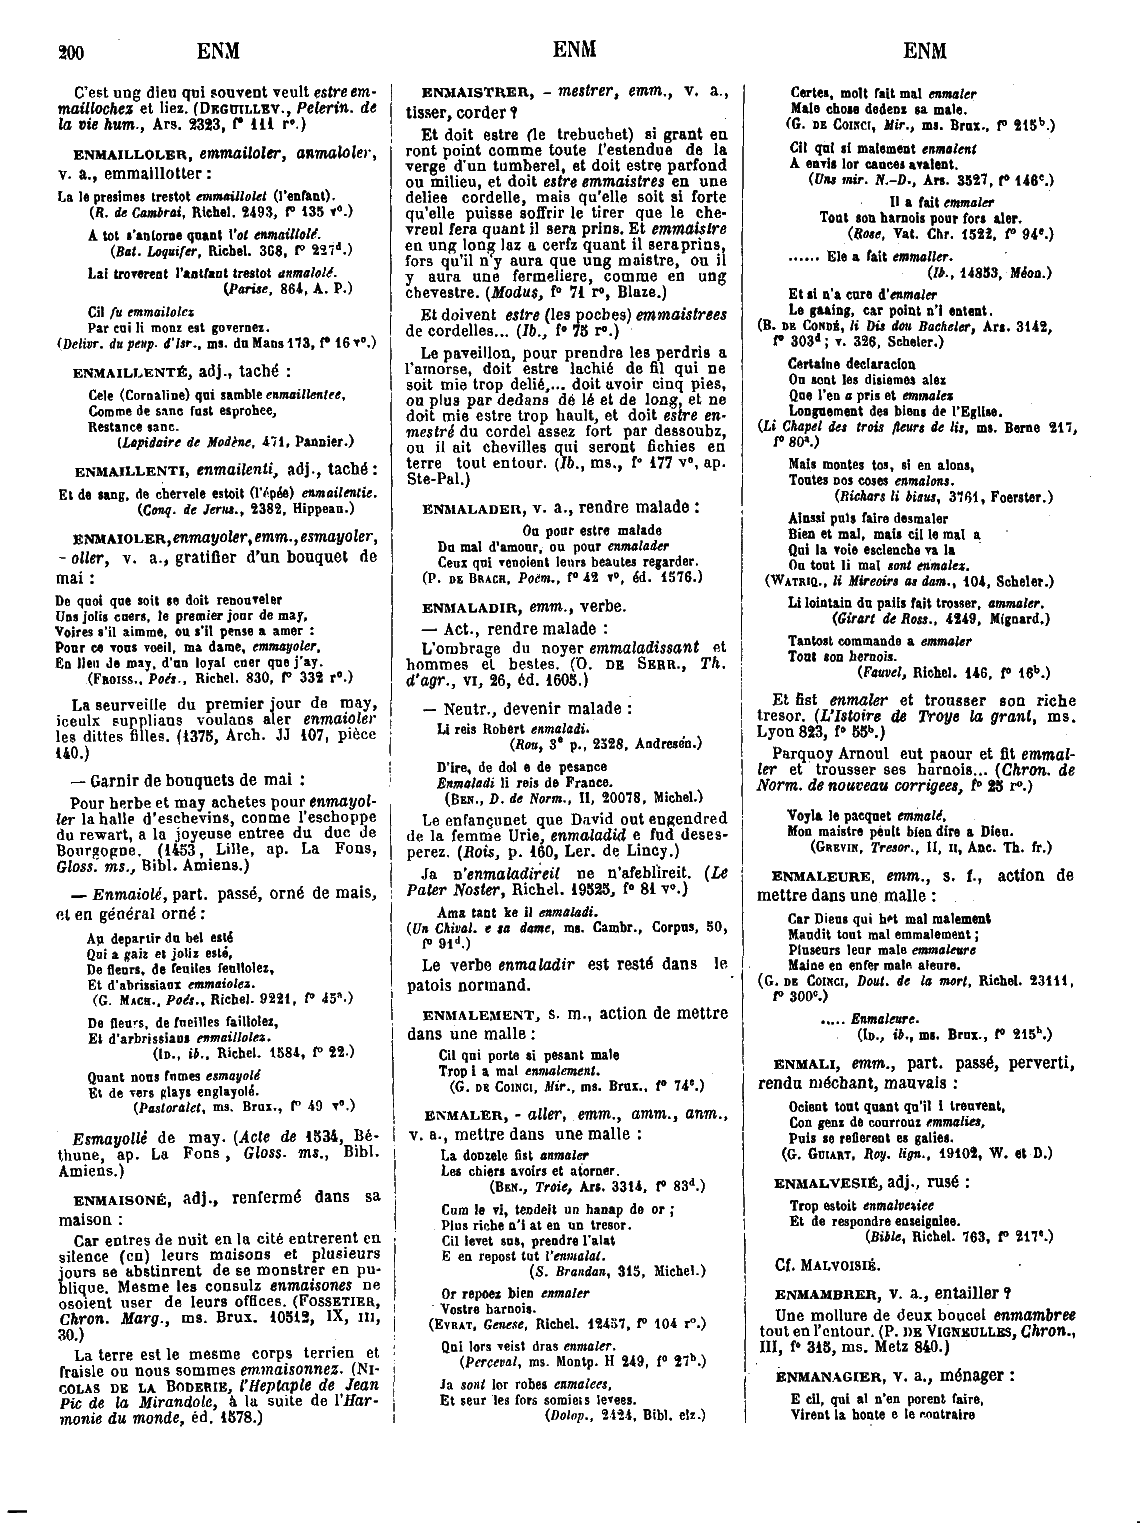 200
ENM
ENM
ENM
C'est ung dieu qui souvent veult estre em-
maillochez et liez. (DEGUILLEV., Pelerin. de
la vie hum., Ars. 2323, f° 111 r°.)
ENMAILLOLER, emmailoler, anmaloler,
v. a., emmaillotter :
La le presimes trestot emmaillolet (l'enfant).
(R. de Cambrai, Richel. 2493, f° 135 v°.)
A tot s'antorne quant l'ot enmaillolé.
(Bat. Loquifer, Richel. 368, f° 227d.)
Lai troverent l'antfant trestot anmalolé.
(Parise, 864, A. P.)
Cil fu emmailolez
Par cui li monz est governez.
(Delivr. du peup. d'Isr., ms. du Mans 173, f° 16 v°.)
ENMAILLENTÉ, adj., taché :
Cele (Cornaline) qui samble enmaillentee,
Comme de sanc fust esprohee,
Restance sanc.
(Lapidaire de Modène, 471, Pannier.)
ENMAILLENTI, enmailenti, adj., taché :
Et de sang, de chervele estoit (l'épée) enmailentie.
(Conq. de Jerus., 2382, Hippeau.)
ENMAIOLER, enmayoler, emm., esmayoler,
- oller, v. a., gratifier d'un bouquet de
mai :
De quoi que soit se doit renouveler
Uns jolis cuers, le premier jour de may,
Voires s'il aimme, ou s'il pense a amer :
Pour ce vous voeil, ma dame, enmayoler,
En lieu de may, d'un loyal cuer que j'ay.
(FROISS., Poés., Richel. 830, f° 332 r°.)
La seurveille du premier jour de may,
iceulx supplians voulans aler enmaioler
les dittes filles. (1375, Arch. JJ 107, pièce
140.)
— Garnir de bouquets de mai :
Pour herbe et may achetes pour enmayol-
ler la halle d'eschevins, conme l'eschoppe
du rewart, a la joyeuse entree du duc de
Bourgogne. (1453, Lille, ap. La Fons,
Gloss. ms., Bibl. Amiens.)
— Enmaiolé, part. passé, orné de mais,
et en général orné :
Au departir du bel esté
Qui a gaiz et joliz esté,
De fleurs, de feuiles feullolez,
Et d'abrissiaux emmaiolez.
(G. MACH., Poés., Richel. 9221, f° 45a.)
De fleurs, de fueilles faillolez,
Et d'arbrissians enmaillolez.
(ID., ib., Richel. 1584, f° 22.)
Quant nous fumes esmayolé
Et de vers glays englayolé.
(Pastoralet, ms. Brux., f° 49 v°.)
Esmayollé de may. (Acte de 1534, Bé-
thune, ap. La Fons, Gloss. ms., Bibl.
Amiens.)
ENMAISONÉ, adj., renfermé dans sa
maison :
Car entres de nuit en la cité entrerent en
silence (en) leurs maisons et plusieurs
jours se abstinrent de se monstrer en pu-
blique. Mesme les consulz enmaisones ne
osoient user de leurs offices. (FOSSETIER,
Chron. Marg., ms. Brux. 10512, IX, III,
30.)
La terre est le mesme corps terrien et
fraisle ou nous sommes emmaisonnez. (NI-
COLAS DE LA BODERIE, l'Heptaple de Jean
Pic de la Mirandole, à la suite de l'Har-
monie du monde, éd. 1578.)
ENMAISTRER, - mestrer, emm., v. a.,
tisser, corder ?
Et doit estre (le trebuchet) si grant en
ront point comme toute l'estendue de la
verge d'un tumberel, et doit estre parfond
ou milieu, et doit estre emmaistres en une
deliee cordelle, mais qu'elle soit si forte
qu'elle puisse soffrir le tirer que le che-
vreul fera quant il sera prins. Et emmaistre
en ung long laz a cerfz quant il sera prins,
fors qu'il n'y aura que ung maistre, ou il
y aura une fermeliere, comme en ung
chevestre. (Modus, f° 71 r°, Blaze.)
Et doivent estre (les poches) emmaistrees
de cordelles... (Ib., f° 75 r°.)
Le paveillon, pour prendre les perdris a
l'amorse, doit estre lachié de fil qui ne
soit mie trop delié,... doit avoir cinq pies,
ou plus par dedans dé lé et de long, et ne
doit mie estre trop hault, et doit estre en-
mestré du cordel assez fort par dessoubz,
ou il ait chevilles qui seront fichies en
terre tout entour. (Ib., ms., f° 177 v°, ap.
Ste-Pal.)
ENMALADER, v. a., rendre malade :
Ou pour estre malade
Du mal d'amour, ou pour enmalader
Ceux qui venoient leurs beautes regarder.
(P. DE BRACH, Poëm., f° 42 v°, éd. 1576.)
ENMALADIR, emm., verbe.
— Act., rendre malade :
L'ombrage du noyer emmaladissant et
hommes et bestes. (O. DE SERR., Th.
d'agr., VI, 26, éd. 1605.)
— Neutr., devenir malade :
Li reis Robert enmaladi.
(Rou, 3e p., 2328, Andresen.)
D'ire, de dol e de pesance
Enmaladi li reis de France.
(BEN., D. de Norm., II, 20078, Michel.)
Le enfançunet que David out engendred
de la femme Urie, enmaladid e fud deses-
perez. (Rois, p. 160, Ler. de Lincy.)
Ja n'enmaladireil ne n'afeblireit. (Le
Pater Noster, Richel. 19525, f° 81 v°.)
Ama tant ke il enmaladi.
(Un Chival. e sa dame, ms. Cambr., Corpus, 50,
f° 91d.)
Le verbe enmaladir est resté dans le
patois normand.
ENMALEMENT, s. m., action de mettre
dans une malle :
Cil qui porte si pesant male
Trop i a mal enmalement.
(G. DE COINCI, Mir., ms. Brux., f° 74c.)
ENMALER, - aller, emm., amm., anm.,
v. a., mettre dans une malle :
La donzele fist anmaler
Les chiers avoirs et atorner.
(BEN., Troie, Ars. 3314, f° 83d.)
Cum le vi, tendeit un hanap de or ;
Plus riche n'i at en un tresor.
Cil levet sus, prendre l'alat
E en repost tut l'enmalat.
(S. Brandan, 315, Michel.)
Or repoez bien enmaler
Vostre harnois.
(EVRAT, Genese, Richel. 12457, f° 104 r°.)
Qui lors veist dras enmaler.
(Perceval, ms. Montp. H 249, f° 27b.)
Ja sont lor robes enmalees,
Et seur les fors somiers levees.
(Dolop., 2424, Bibl. elz.)
Certes, molt fait mal enmaler
Male chose dedenz sa male.
(G. DE COINCI, Mir., ms. Brux., f° 215b.)
Cil qui si malement enmalent
A envis lor cauces avalent.
(Uns mir. N.-D., Ars. 3527, f° 146c.)
Il a fait emmaler
Tout son harnois pour fors aler.
(Rose, Vat. Chr. 1522, f° 94c.)
...... Ele a fait emmaller.
(Ib., 14853, Méon.)
Et si n'a cure d'enmaler
Le gaaing, car point n'i entent.
(B. DE CONDÉ, li Dis dou Bacheler, Ars. 3142,
f° 303d ; v. 326, Scheler.)
Certaine declaracion
Ou sont les disiemes alez
Que l'en a pris et emmalez
Longuement des biens de l'Eglise.
(Li Chapel des trois fleurs de lis, ms. Berne 217,
f° 80a.)
Mais montes tos, si en alons,
Toutes nos coses enmalons.
(Richars li biaus, 3761, Foerster.)
Ainssi puis faire desmaler
Bien et mal, mais cil le mal a
Qui la voie esclenche va la
Ou tout li mal sont enmalez.
(WATRIQ., li Mireoirs as dam., 104, Scheler.)
Li lointain du païis fait trosser, ammaler.
(Girart de Ross., 4249, Mignard.)
Tantost commande a emmaler
Tout son hernois.
(Fauvel, Richel. 146, f° 16b.)
Et fist enmaler et trousser son riche
tresor. (L'Istoire de Troye la grant, ms.
Lyon 823, f° 55b.)
Parquoy Arnoul eut paour et fit emmal-
ler et trousser ses harnois... (Chron. de
Norm. de nouveau corrigees, f° 25 r°.)
Voyla le pacquet emmalé,
Mon maistre peult bien dire a Dieu.
(GREVIN, Tresor., II, II, Anc. Th. fr.)
ENMALEURE, emm., s. f., action de
mettre dans une malle :
Car Dieus qui het mal malement
Maudit tout mal emmalement ;
Pluseurs leur male emmaleure
Maine en enfer male aleure.
(G. DE COINCI, Dout. de la mort, Richel. 23111,
f° 300c.)
..... Enmaleure.
(ID., ib., ms. Brux., f° 215b.)
ENMALI, emm., part. passé, perverti,
rendu méchant, mauvais :
Ocient tout quant qu'il i treuvent,
Con genz de courrouz emmalies,
Puis se reflerent es galies.
(G. GUIART, Roy. lign., 19102, W. et D.)
ENMALVESIÉ, adj., rusé :
Trop estoit enmalvesiee
Et de respondre enseignlee.
(Bible, Richel. 763, f° 217c.)
Cf. MALVOISIÉ.
ENMAMBRER, v. a., entailler ?
Une mollure de deux boucel enmambree
tout en l'entour. (P. DE VIGNEULLES, Chron.,
III, f° 315, ms. Metz 840.)
ENMANAGIER, v. a., ménager :
E cil, qui al n'en porent faire,
Virent la honte e le contraire